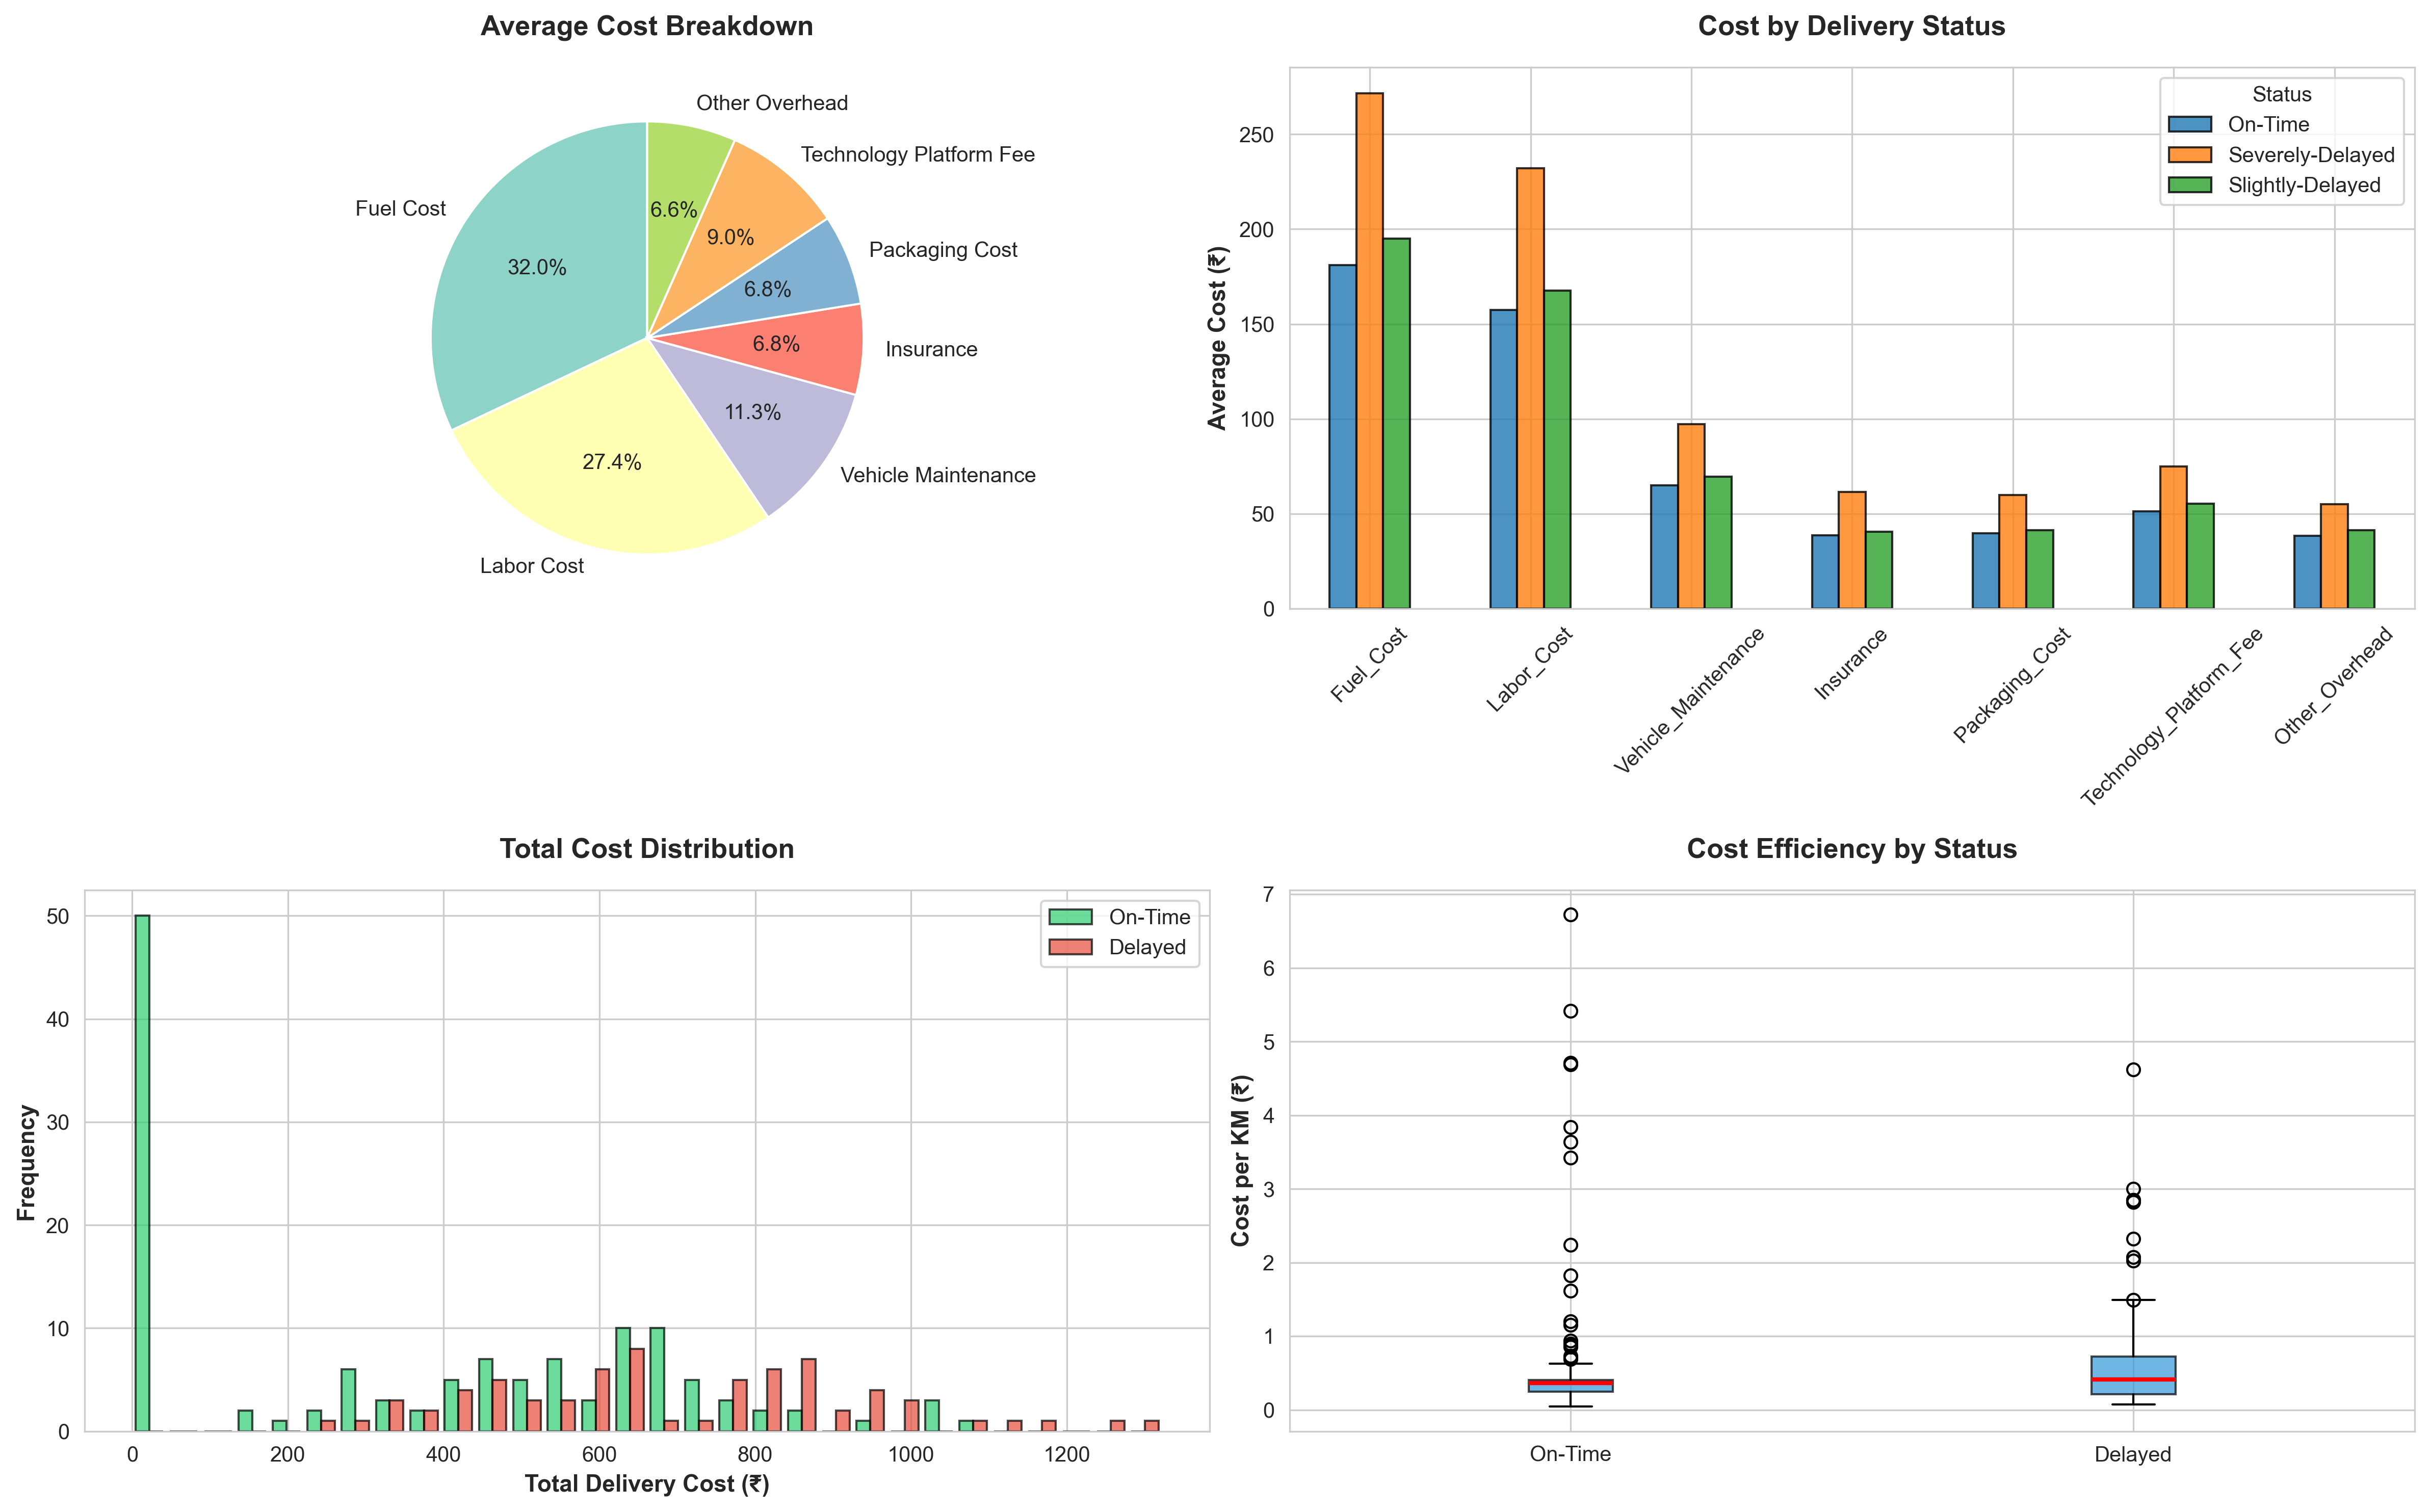 Average Cost Breakdown
Other Overhead
Technology Platform Fee
Fuel Cost
Packaging Cost
Insurance
Vehicle Maintenance
Labor Cost
6.6%
9.0%
32.0%
6.8%
6.8%
11.3%
27.4%
Cost by Delivery Status
Average Cost (₹)
250
200
150
100
50
0
Status
On-Time
Severely-Delayed
Slightly-Delayed
Fuel_Cost
Labor_Cost
Vehicle_Maintenance
Insurance
Packaging_Cost
Technology_Platform_Fee
Other_Overhead
Total Cost Distribution
Frequency
50
40
30
20
10
0
On-Time
Delayed
0 200 400 600 800 1000 1200
Total Delivery Cost (₹)
Cost Efficiency by Status
Cost per KM (₹)
7
6
5
4
3
2
1
0
On-Time Delayed